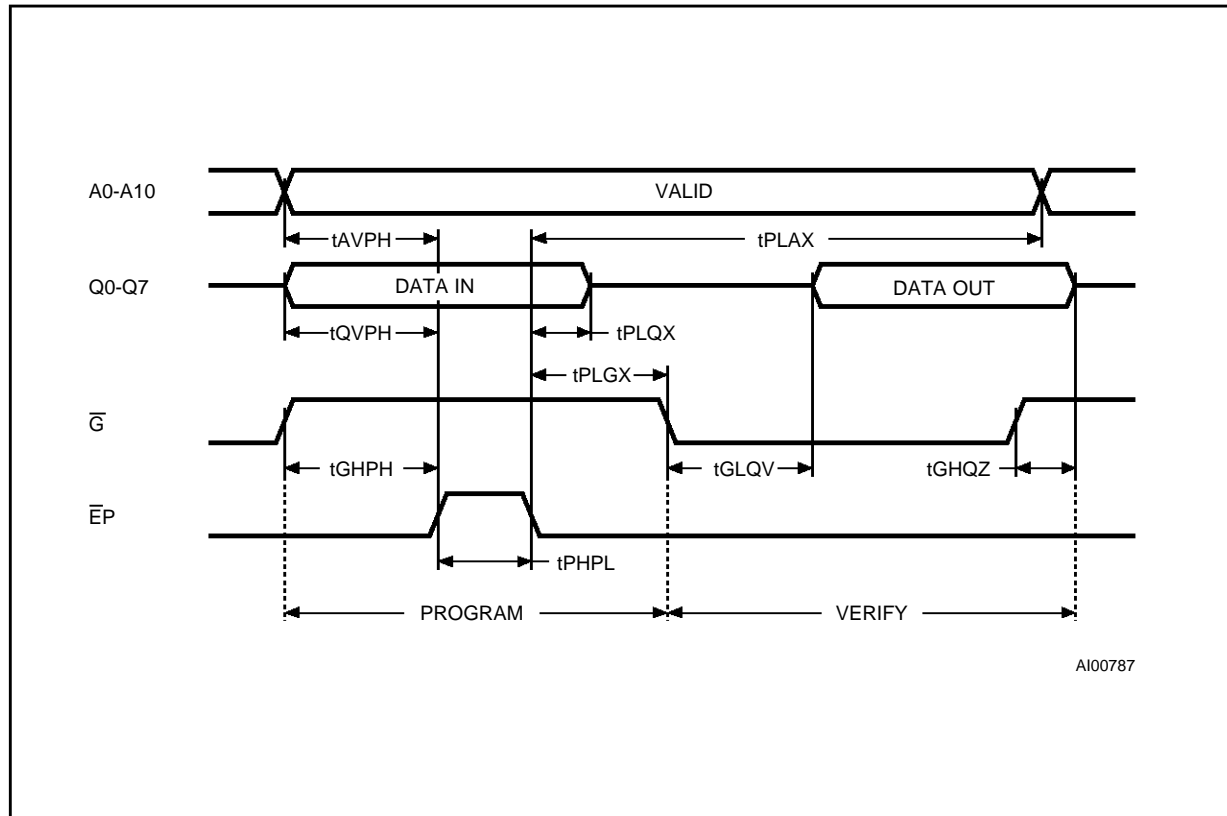 A0-A10 VALID
tAVPH tPLAX
Q0-Q7 DATA IN DATA OUT
tQVPH tPLQX
tPLGX
G̅
tGHPH tGLQV tGHQZ
E̅P
tPHPL
PROGRAM VERIFY
AI00787